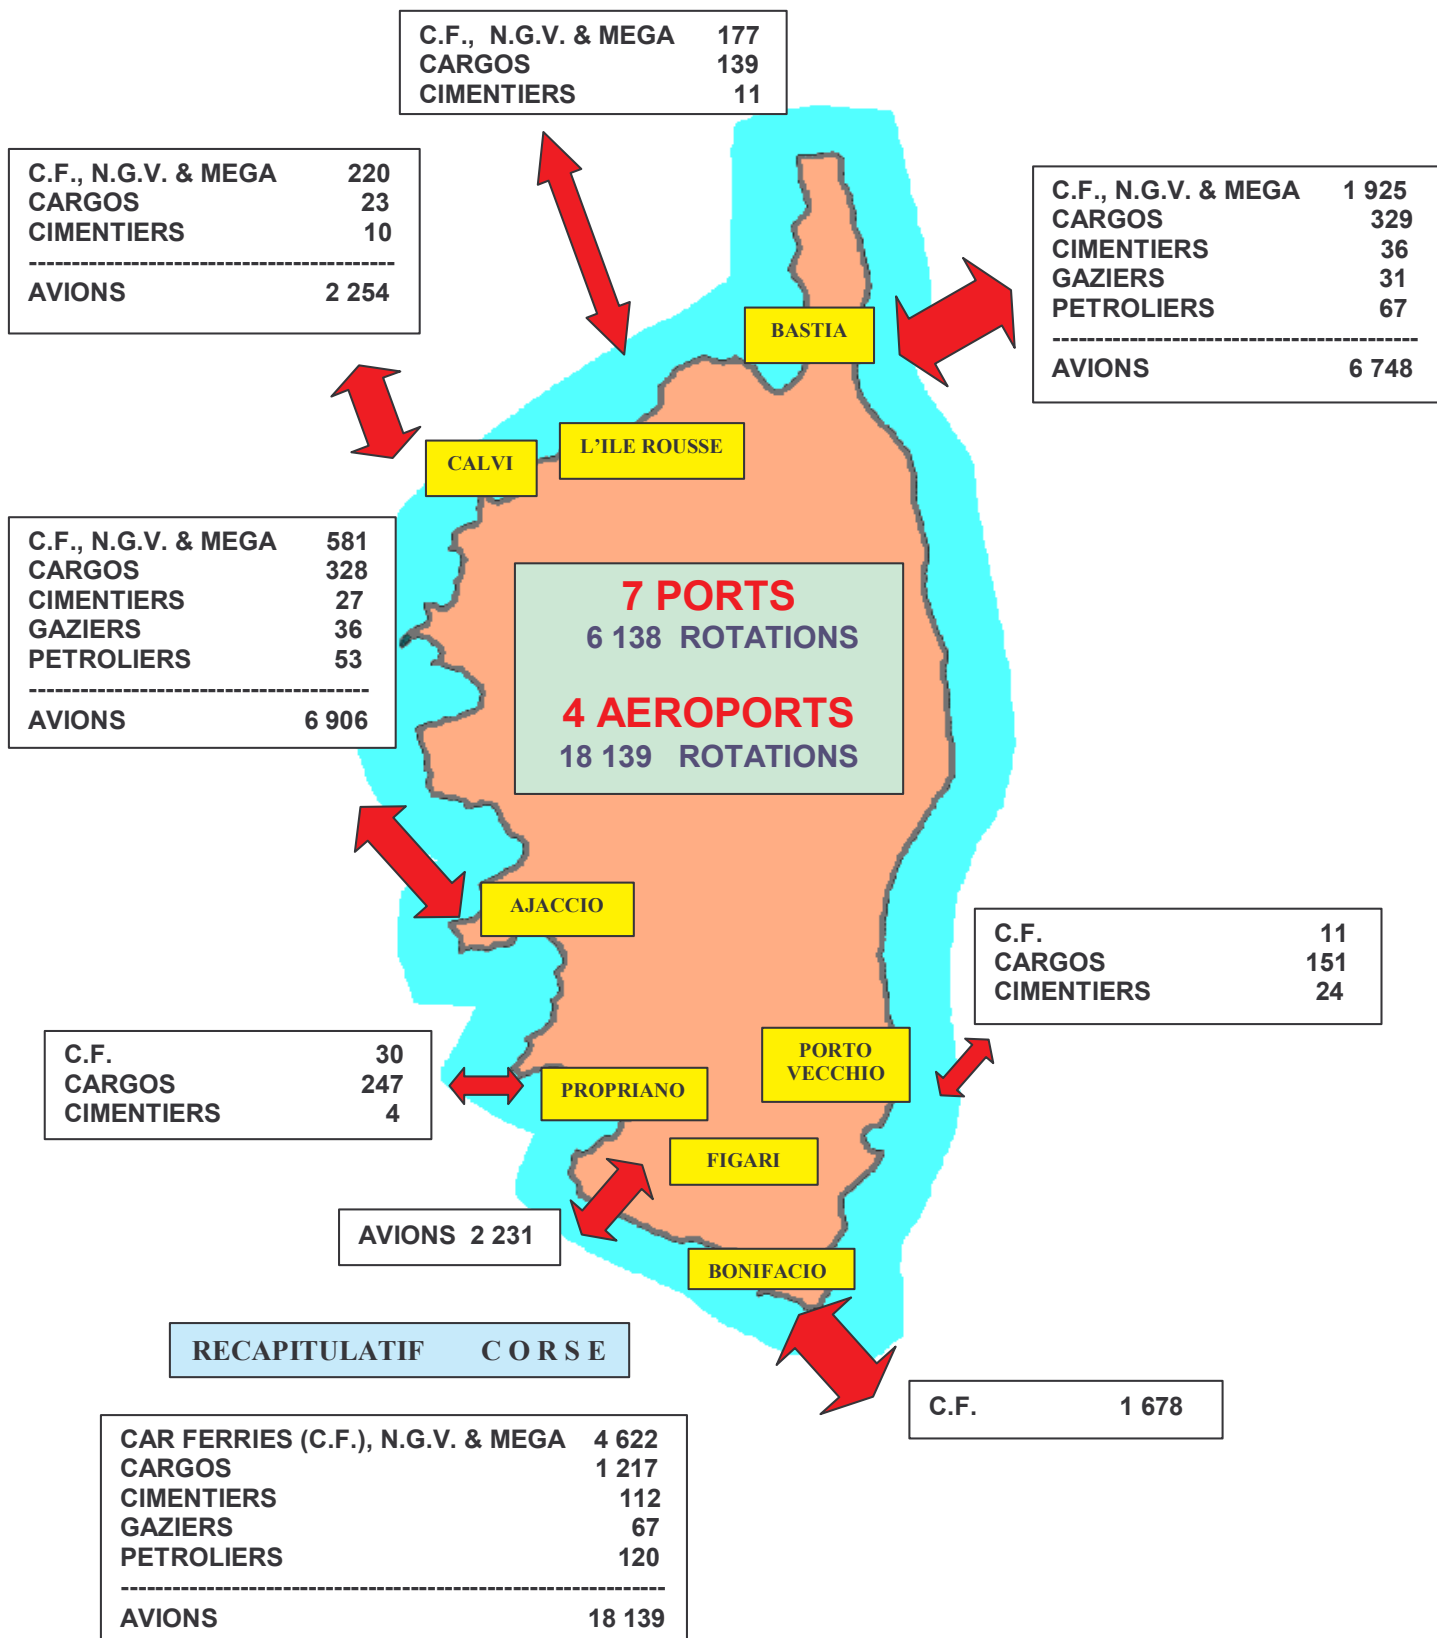 C.F., N.G.V. & MEGA 177
CARGOS 139
CIMENTIERS 11
C.F., N.G.V. & MEGA 220
CARGOS 23
CIMENTIERS 10
-------------------------------------------
AVIONS 2 254
C.F., N.G.V. & MEGA 1 925
CARGOS 329
CIMENTIERS 36
GAZIERS 31
PETROLIERS 67
-------------------------------------------
AVIONS 6 748
BASTIA
L'ILE ROUSSE
CALVI
C.F., N.G.V. & MEGA 581
CARGOS 328
CIMENTIERS 27
GAZIERS 36
PETROLIERS 53
----------------------------------------
AVIONS 6 906
7 PORTS
6 138 ROTATIONS
4 AEROPORTS
18 139 ROTATIONS
AJACCIO
C.F. 11
CARGOS 151
CIMENTIERS 24
C.F. 30
CARGOS 247
CIMENTIERS 4
PORTO
VECCHIO
PROPRIANO
FIGARI
AVIONS 2 231
BONIFACIO
RECAPITULATIF C O R S E
C.F. 1 678
CAR FERRIES (C.F.), N.G.V. & MEGA 4 622
CARGOS 1 217
CIMENTIERS 112
GAZIERS 67
PETROLIERS 120
----------------------------------------------------------------
AVIONS 18 139